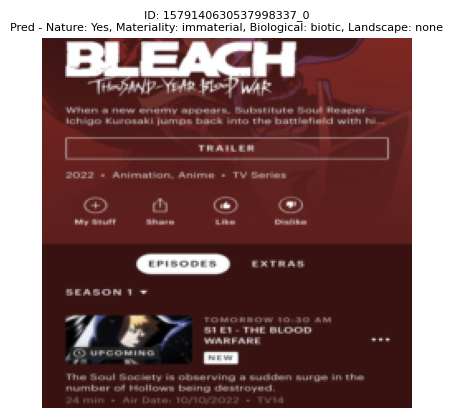 ID: 1579140630537998337_0
Pred - Nature: Yes, Materiality: immaterial, Biological: biotic, Landscape: none
BLEACH
THOUSAND-YEAR BLOOD WAR
When a new enemy appears, Substitute Soul Reaper
Ichigo Kurosaki jumps back into the battlefield with hi...
TRAILER
2022 • Animation, Anime • TV Series
My Stuff Share Like Dislike
EPISODES EXTRAS
SEASON 1
TOMORROW 10:30 AM
S1 E1 - THE BLOOD
WARFARE
UPCOMING
NEW
The Soul Society is observing a sudden surge in the
number of Hollows being destroyed.
24 min • Air Date: 10/10/2022 • TV14